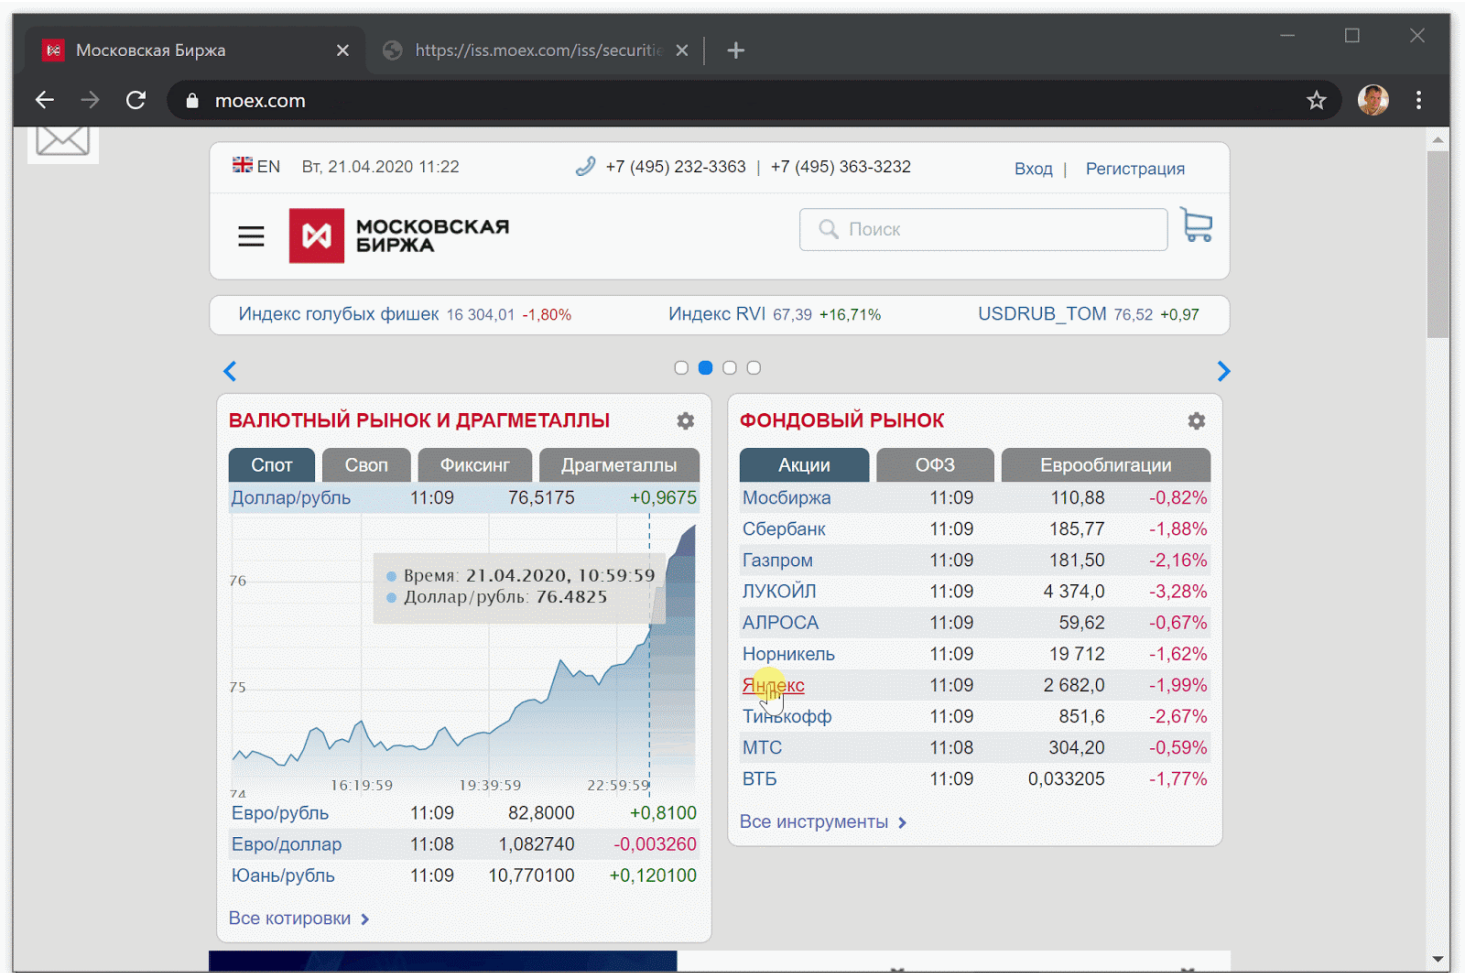 Московская Биржа
https://iss.moex.com/iss/securitie
moex.com
EN Вт, 21.04.2020 11:22 +7 (495) 232-3363 | +7 (495) 363-3232 Вход | Регистрация
МОСКОВСКАЯ
БИРЖА
Поиск
Индекс голубых фишек 16 304,01 -1,80% Индекс RVI 67,39 +16,71% USDRUB_TOM 76,52 +0,97
ВАЛЮТНЫЙ РЫНОК И ДРАГМЕТАЛЛЫ
Спот Своп Фиксинг Драгметаллы
Доллар/рубль 11:09 76,5175 +0,9675
Время: 21.04.2020, 10:59:59
Доллар/рубль: 76.4825
76
75
74
16:19:59 19:39:59 22:59:59
Евро/рубль 11:09 82,8000 +0,8100
Евро/доллар 11:08 1,082740 -0,003260
Юань/рубль 11:09 10,770100 +0,120100
Все котировки
ФОНДОВЫЙ РЫНОК
Акции ОФЗ Еврооблигации
Мосбиржа 11:09 110,88 -0,82%
Сбербанк 11:09 185,77 -1,88%
Газпром 11:09 181,50 -2,16%
ЛУКОЙЛ 11:09 4 374,0 -3,28%
АЛРОСА 11:09 59,62 -0,67%
Норникель 11:09 19 712 -1,62%
Яндекс 11:09 2 682,0 -1,99%
Тинькофф 11:09 851,6 -2,67%
МТС 11:08 304,20 -0,59%
ВТБ 11:09 0,033205 -1,77%
Все инструменты